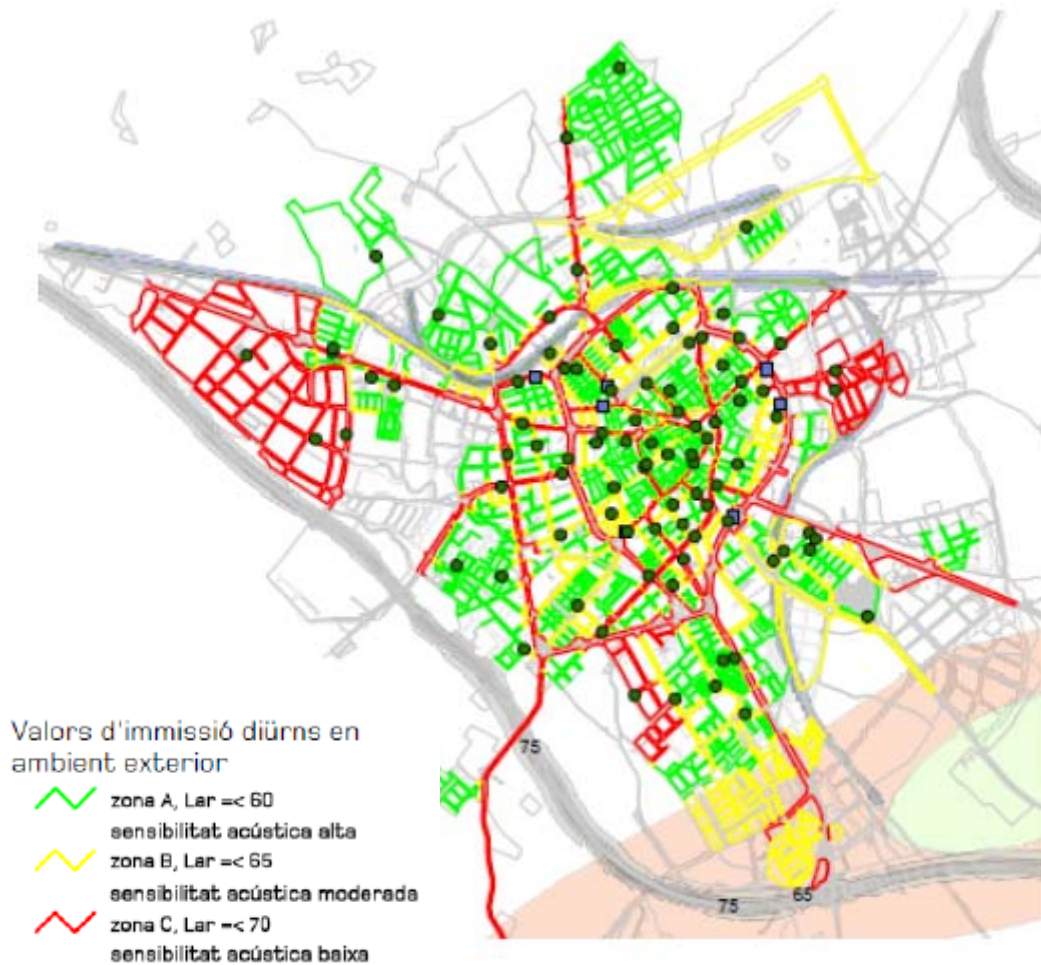 75
75
65
Valors d'immissió diürns en
ambient exterior
zona A, Lar =< 60
sensibilitat acústica alta
zona B, Lar =< 65
sensibilitat acústica moderada
zona C, Lar =< 70
sensibilitat acústica baixa